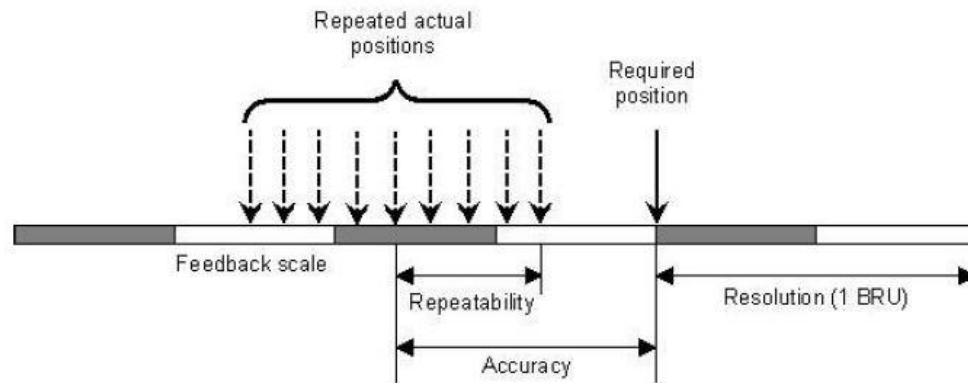 Repeated actual
positions
Required
position
Feedback scale
Repeatability
Resolution (1 BRU)
Accuracy